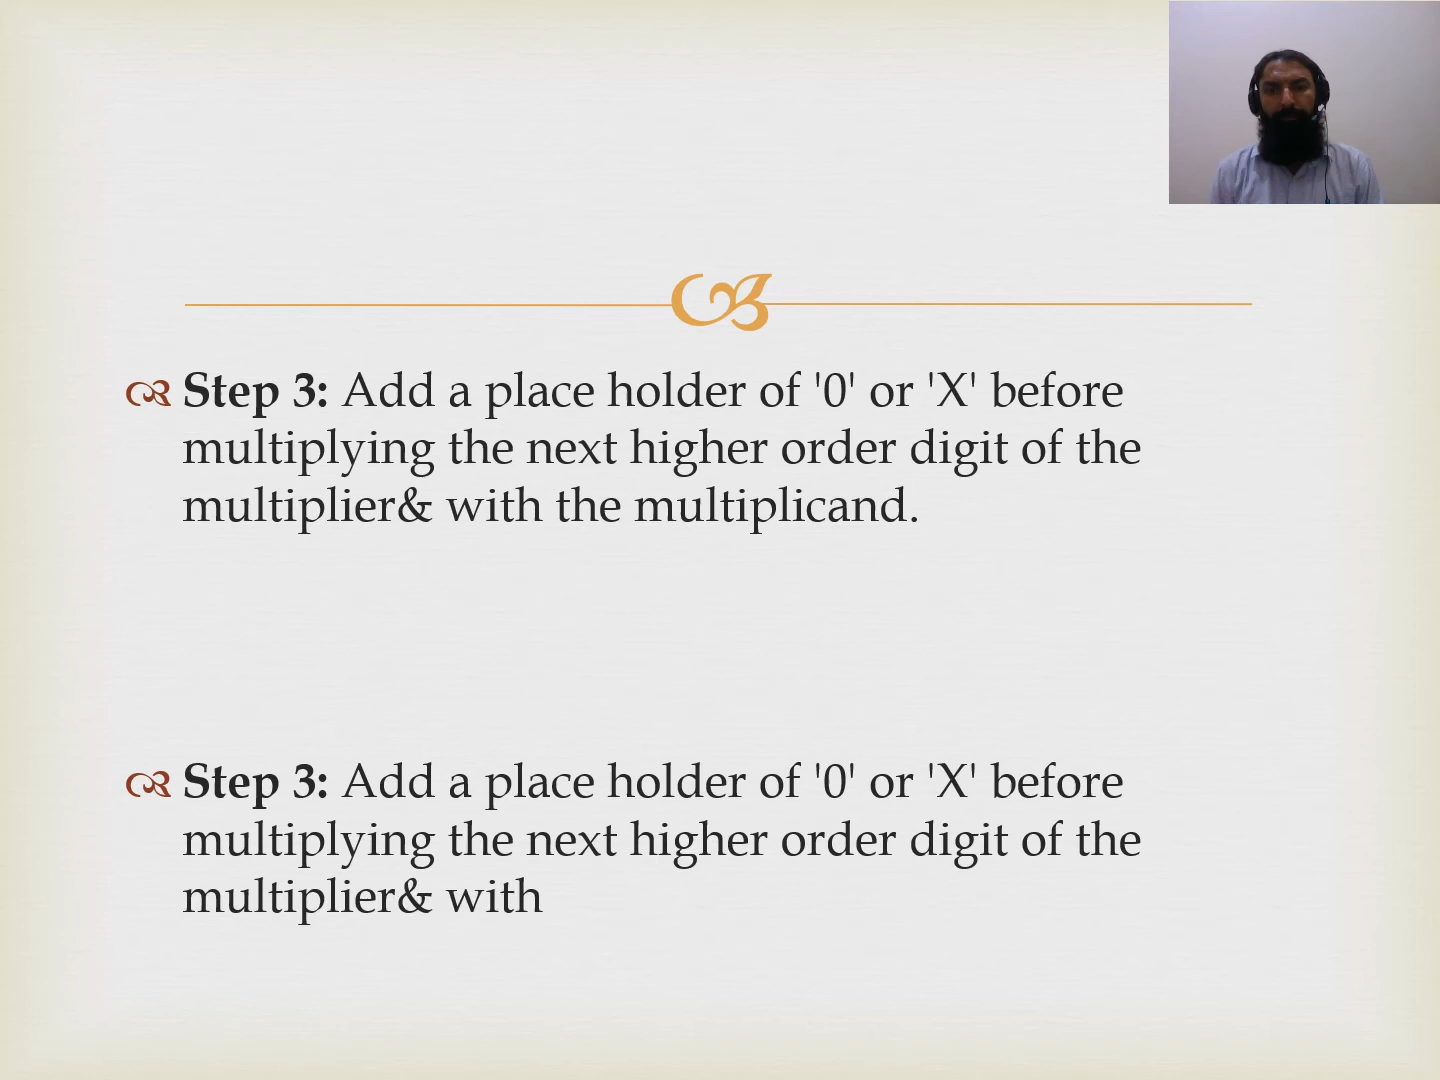 Step 3: Add a place holder of '0' or 'X' before
multiplying the next higher order digit of the
multiplier& with the multiplicand.
Step 3: Add a place holder of '0' or 'X' before
multiplying the next higher order digit of the
multiplier& with